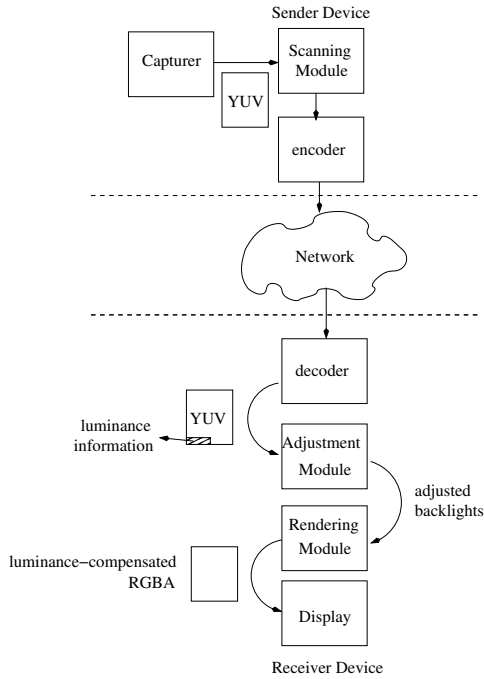 Sender Device
Capturer
Scanning
Module
YUV
encoder
Network
decoder
YUV
luminance
information
Adjustment
Module
adjusted
backlights
Rendering
Module
luminance−compensated
RGBA
Display
Receiver Device